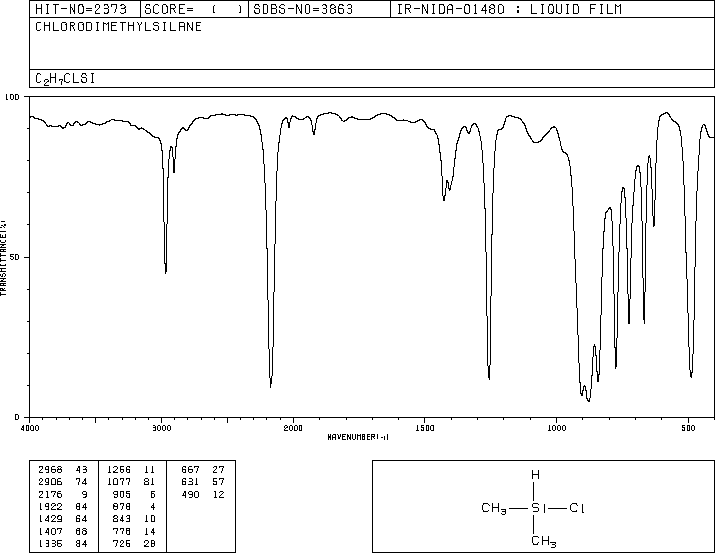 HIT-NO=2373 SCORE= ( ) SDBS-NO=3863 IR-NIDA-01480 : LIQUID FILM
CHLORODIMETHYLSILANE
C2H7CLSI
100
50
0
TRANSMITTANCE(%)
4000 3000 2000 1500 1000 500
WAVENUMBER(-1)
2968 43 1256 11 667 27
2906 74 1077 81 631 57
2176 9 905 6 490 12
1922 84 878 4
1429 64 843 10
1407 68 778 14
1336 84 726 28
H
CH3 Si Cl
CH3